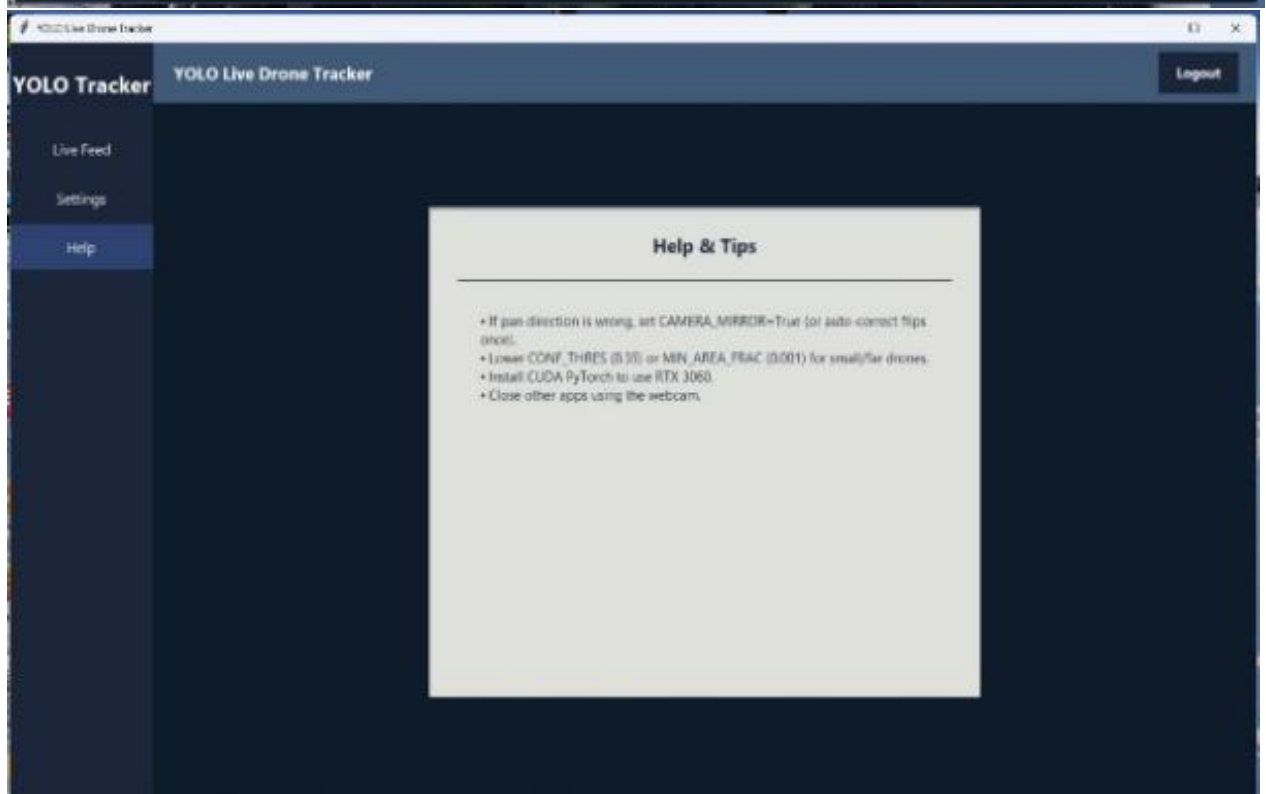 YOLO Live Drone Tracker
YOLO Tracker
YOLO Live Drone Tracker
Logout
Live Feed
Settings
Help
Help & Tips
• If pan direction is wrong, set CAMERA_MIRROR=True (or auto-correct flips
once).
• Lower CONF_THRES (0.35) or MIN_AREA_FRAC (0.001) for small/far drones.
• Install CUDA PyTorch to use RTX 3060.
• Close other apps using the webcam.